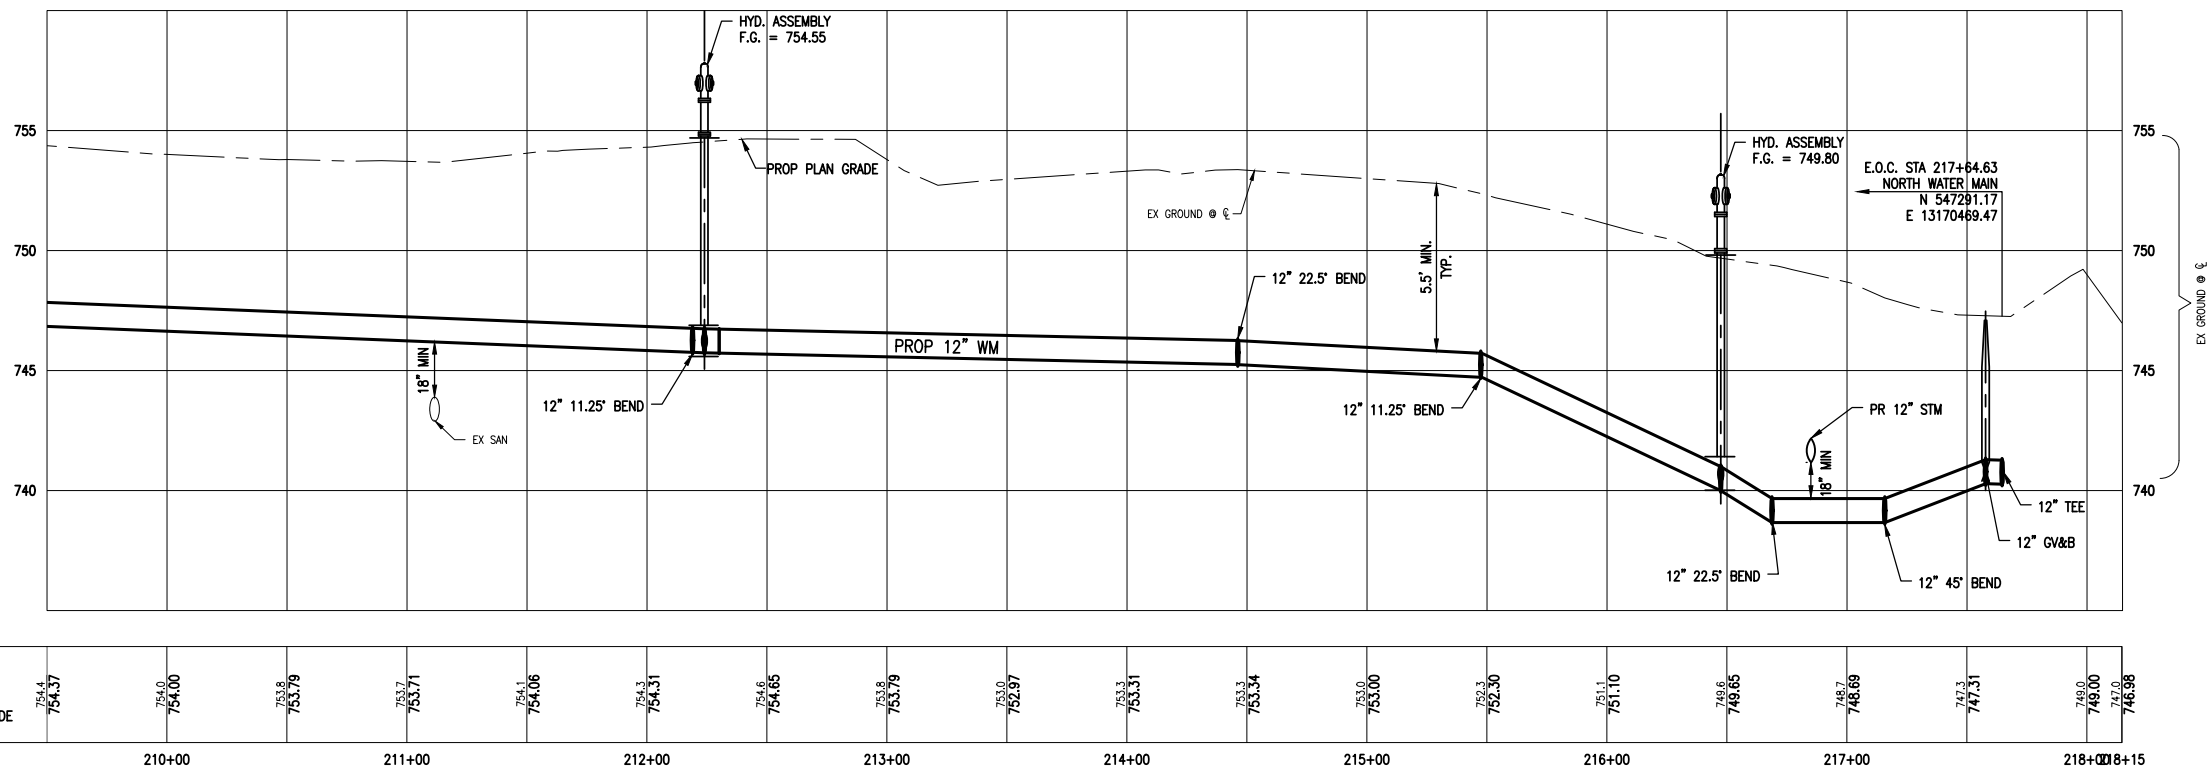 HYD. ASSEMBLY
F.G. = 754.55
755
755
HYD. ASSEMBLY
F.G. = 749.80
PROP PLAN GRADE
E.O.C. STA 217+64.63
NORTH WATER MAIN
N 547291.17
E 13170469.47
EX GROUND @ ℄
5.5' MIN.
TYP.
750
750
12" 22.5° BEND
EX GROUND @ ℄
PROP 12" WM
745
745
18" MIN
12" 11.25° BEND
12" 11.25° BEND
PR 12" STM
EX SAN
18" MIN
740
740
12" TEE
12" GV&B
12" 22.5° BEND
12" 45° BEND
DE
754.4
754.37
754.0
754.00
753.8
753.79
753.7
753.71
754.1
754.06
754.3
754.31
754.6
754.65
753.8
753.79
753.0
752.97
753.3
753.31
753.3
753.34
753.0
753.00
752.3
752.30
751.1
751.10
749.6
749.65
748.7
748.69
747.3
747.31
749.0
749.00
747.0
746.98
210+00
211+00
212+00
213+00
214+00
215+00
216+00
217+00
218+00
218+15